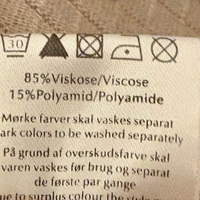 30
85%Viskose/Viscose
15%Polyamid/Polyamide
Mørke farver skal vaskes separat
ark colors to be washed separately
På grund af overskudsfarve skal
varen vaskes før brug og separat
de første par gange
ue to surplus colour the